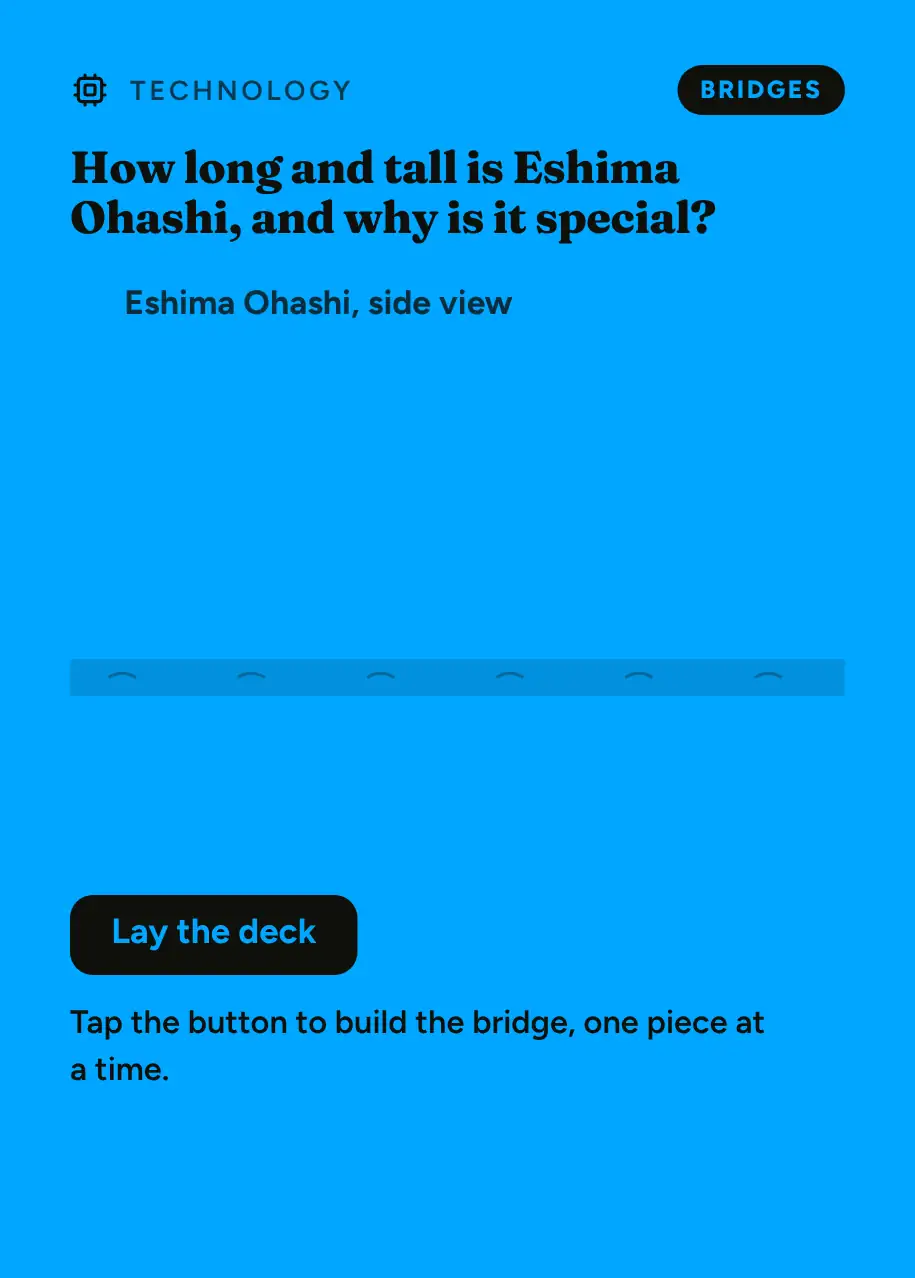 TECHNOLOGY
BRIDGES
How long and tall is Eshima
Ohashi, and why is it special?
Eshima Ohashi, side view
Lay the deck
Tap the button to build the bridge, one piece at
a time.